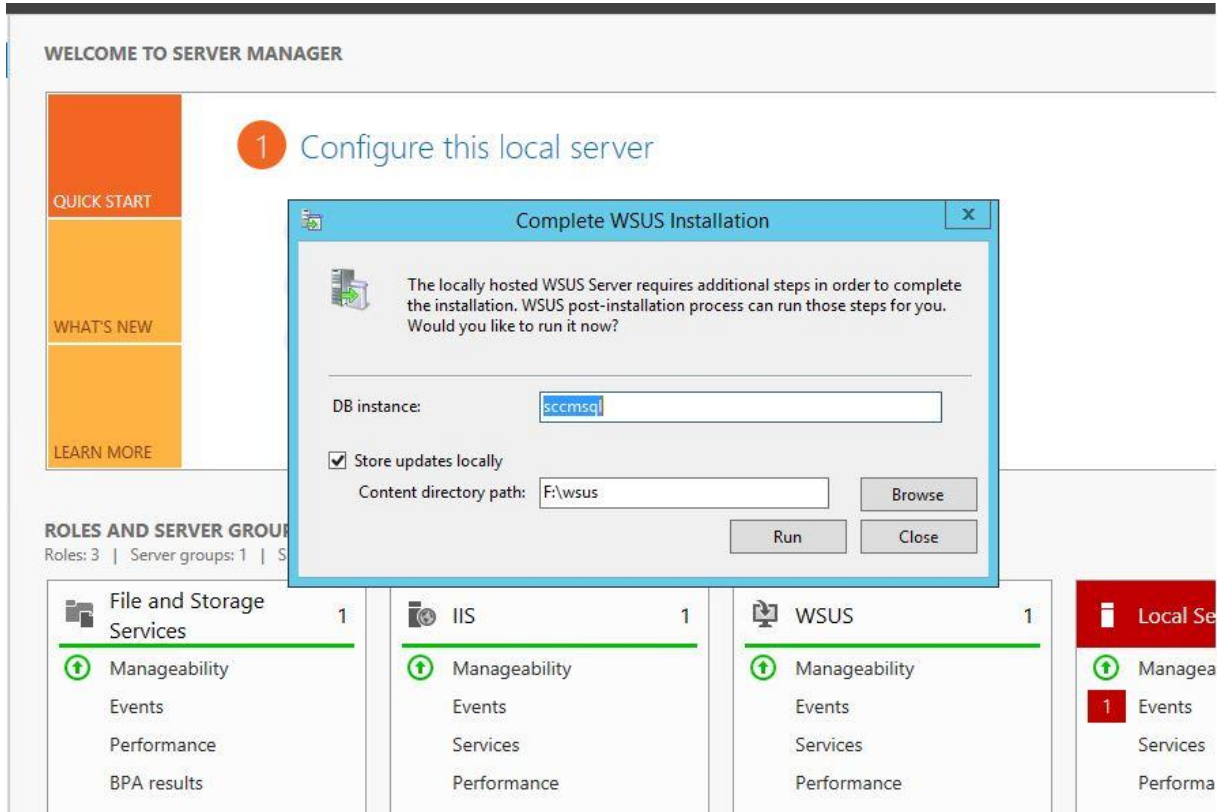 WELCOME TO SERVER MANAGER
1 Configure this local server
QUICK START
WHAT'S NEW
LEARN MORE
Complete WSUS Installation
x
The locally hosted WSUS Server requires additional steps in order to complete
the installation. WSUS post-installation process can run those steps for you.
Would you like to run it now?
DB instance: sccmsql
Store updates locally
Content directory path: F:\wsus Browse
Run Close
ROLES AND SERVER GROUP
Roles: 3 | Server groups: 1 | S
File and Storage
Services 1
Manageability
Events
Performance
BPA results
IIS 1
Manageability
Events
Services
Performance
WSUS 1
Manageability
Events
Services
Performance
Local Se
Managea
1 Events
Services
Performa